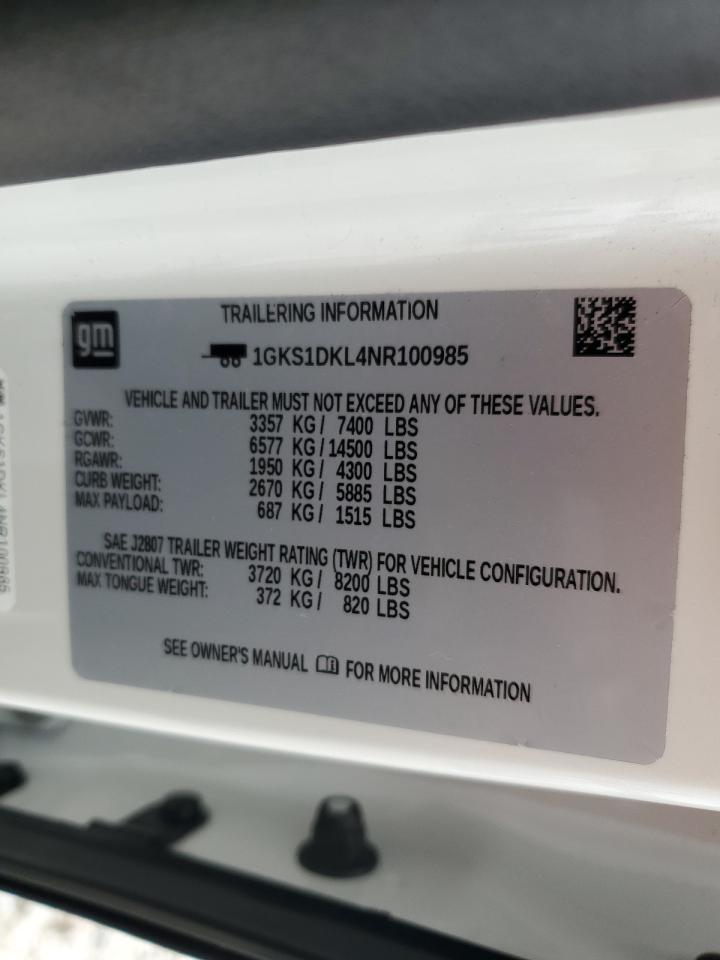 gm
TRAILERING INFORMATION
1GKS1DKL4NR100985
VEHICLE AND TRAILER MUST NOT EXCEED ANY OF THESE VALUES.
GVWR: 3357 KG / 7400 LBS
GCWR: 6577 KG / 14500 LBS
RGAWR: 1950 KG / 4300 LBS
CURB WEIGHT: 2670 KG / 5885 LBS
MAX PAYLOAD: 687 KG / 1515 LBS
SAE J2807 TRAILER WEIGHT RATING (TWR) FOR VEHICLE CONFIGURATION.
CONVENTIONAL TWR: 3720 KG / 8200 LBS
MAX TONGUE WEIGHT: 372 KG / 820 LBS
SEE OWNER'S MANUAL FOR MORE INFORMATION
1GKS1DKL4NR100985